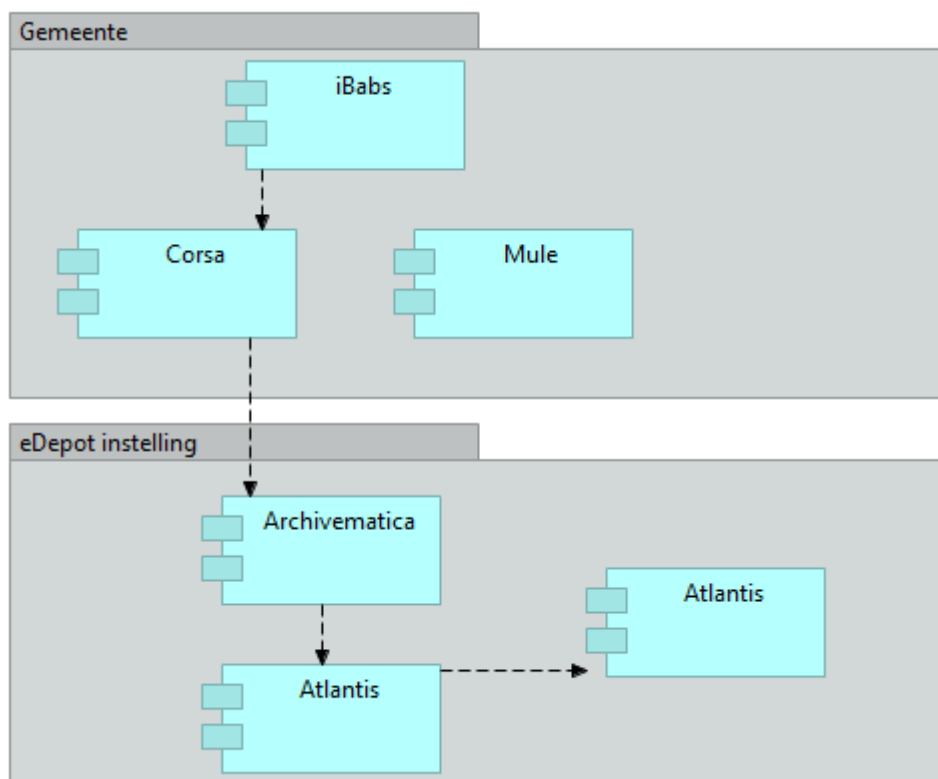 Gemeente
iBabs
Corsa
Mule
eDepot instelling
Archivematica
Atlantis
Atlantis